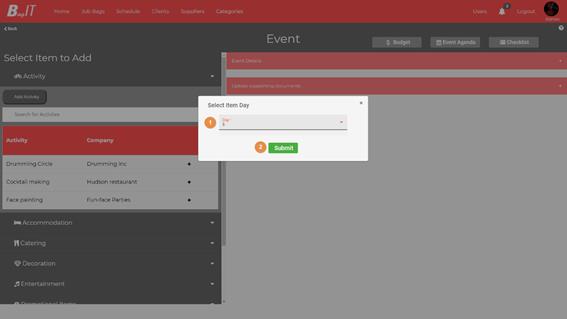 BagIT Home Job Bags Schedule Clients Suppliers Categories Users Logout
Back
Event
Budget Event Agenda Checklist
Select Item to Add
Activity
Event Details
Add Activity
Upload supporting documents
Search for Activities
Select Item Day ×
1 Day
2 Submit
Activity Company
Drumming Circle Drumming Inc +
Cocktail making Hudson restaurant +
Face painting Fun-face Parties +
Accommodation
Catering
Decoration
Entertainment
Promotional Items